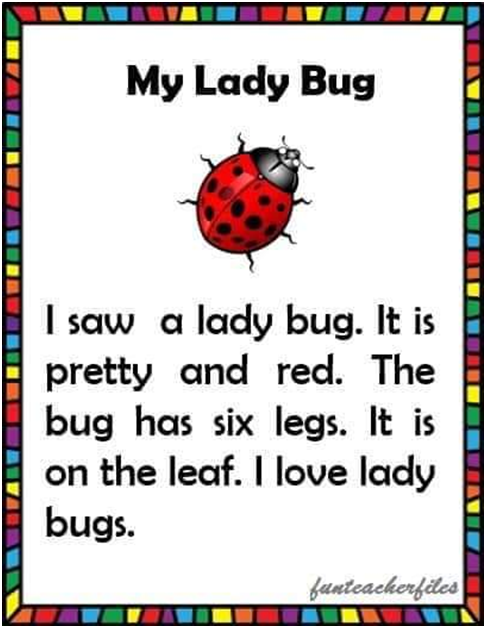 My Lady Bug
I saw a lady bug. It is
pretty and red. The
bug has six legs. It is
on the leaf. I love lady
bugs.
funteacherfiles